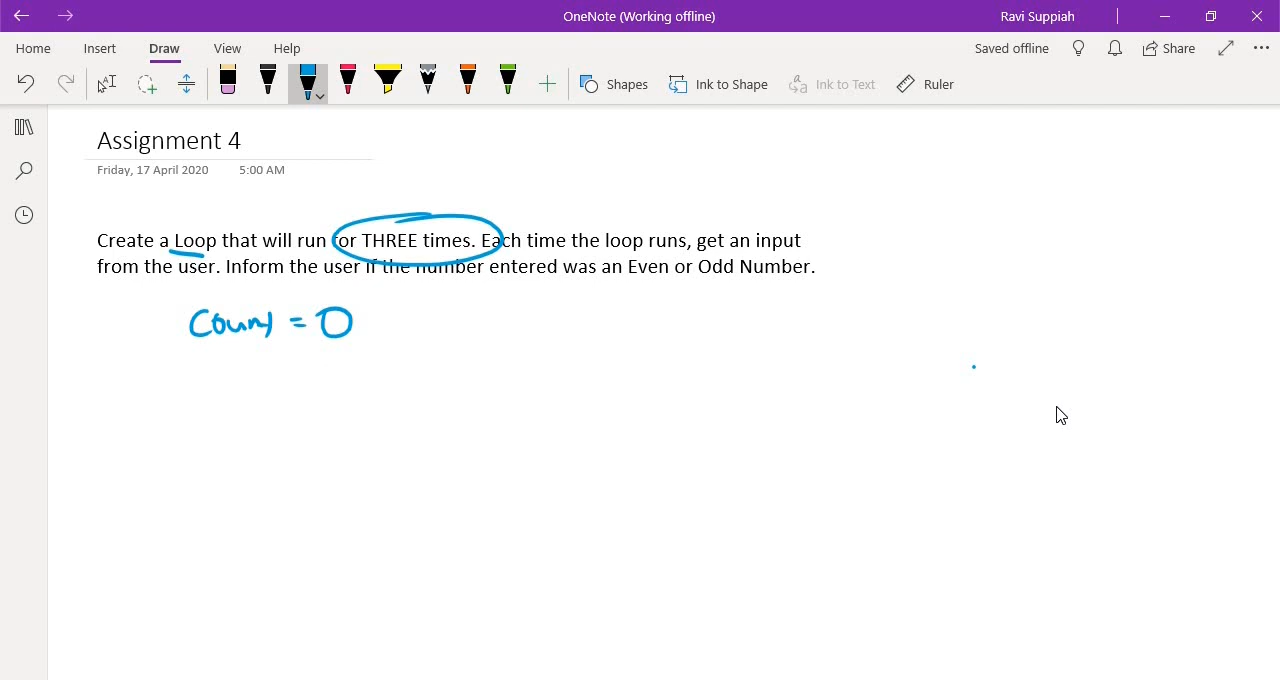 OneNote (Working offline)
Ravi Suppiah
Home Insert Draw View Help
Saved offline Share
Shapes Ink to Shape Ink to Text Ruler
Assignment 4
Friday, 17 April 2020 5:00 AM
Create a Loop that will run for THREE times. Each time the loop runs, get an input
from the user. Inform the user if the number entered was an Even or Odd Number.
Count = 0